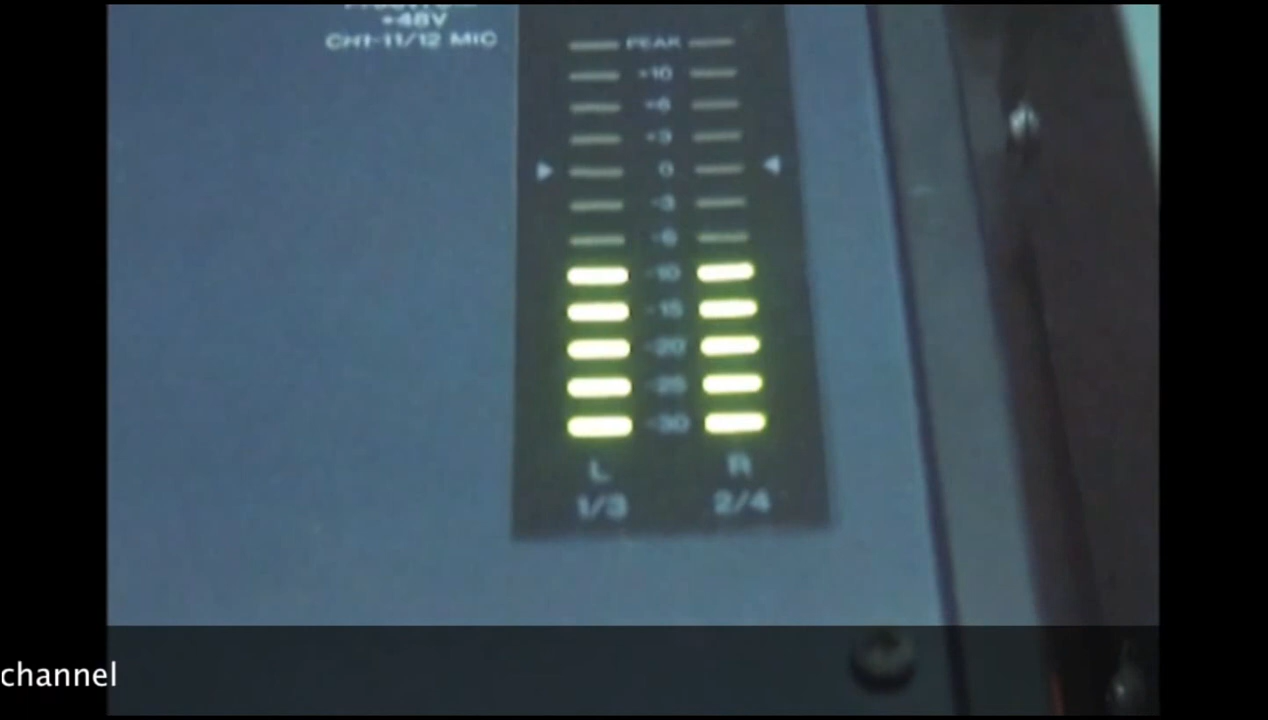 +48V
CH1-11/12 MIC
PEAK
+10
+6
+3
0
-3
-6
-10
-15
-20
-25
-30
L R
1/3 2/4
channel